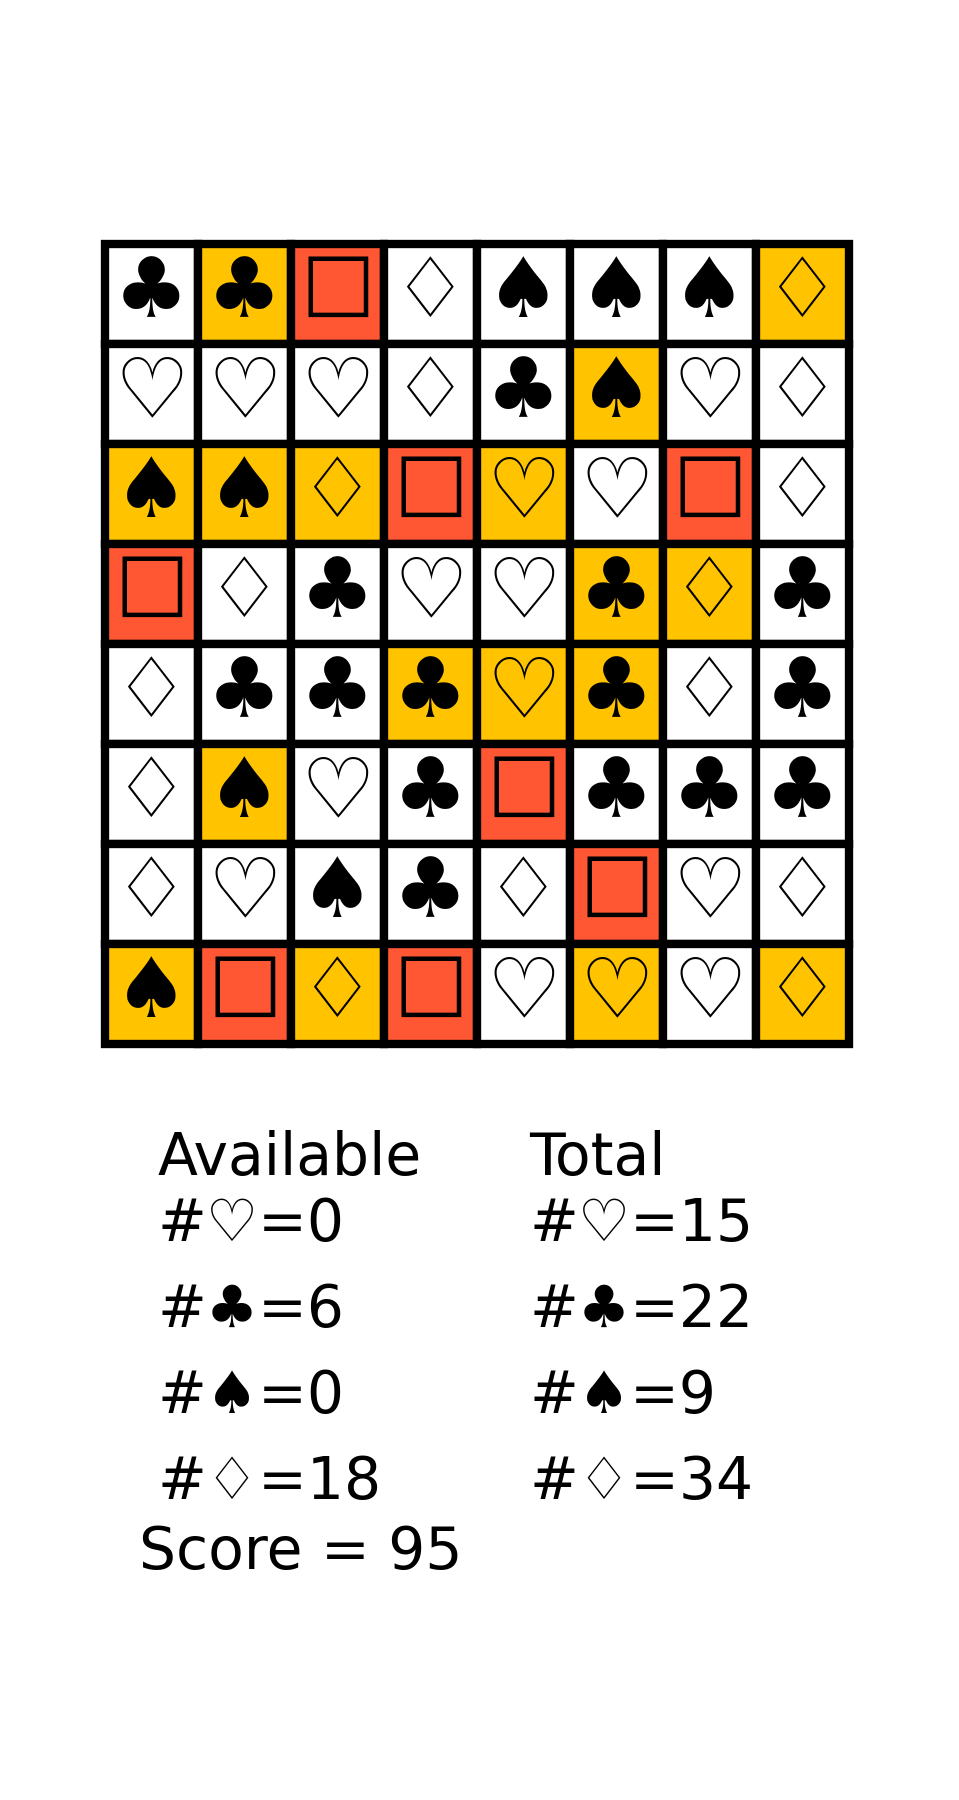 ♣ ♣ □ ♢ ♠ ♠ ♠ ♢
♡ ♡ ♡ ♢ ♣ ♠ ♡ ♢
♠ ♠ ♢ □ ♡ ♡ □ ♢
□ ♢ ♣ ♡ ♡ ♣ ♢ ♣
♢ ♣ ♣ ♣ ♡ ♣ ♢ ♣
♢ ♠ ♡ ♣ □ ♣ ♣ ♣
♢ ♡ ♠ ♣ ♢ □ ♡ ♢
♠ □ ♢ □ ♡ ♡ ♡ ♢
Available Total
#♡=0 #♡=15
#♣=6 #♣=22
#♠=0 #♠=9
#♢=18 #♢=34
Score = 95